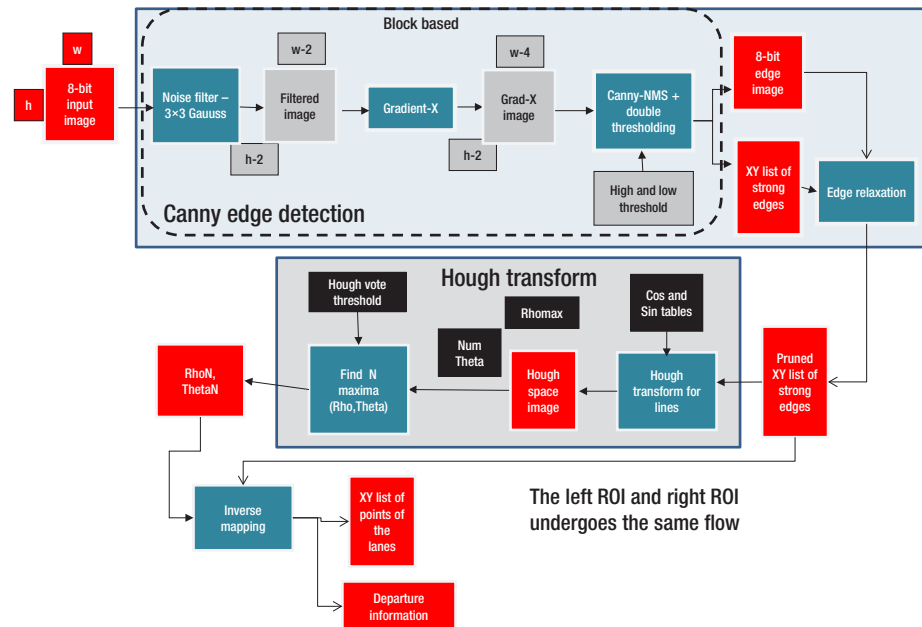 Block based
w
w-2
w-4
h
8-bit
input
image
Noise filter –
3×3 Gauuss
Filtered
image
Gradient-X
Grad-X
image
Canny-NMS +
double
thresholding
8-bit
edge
image
h-2
h-2
High and low
threshold
XY list of
strong
edges
Edge relaxation
Canny edge detection
Hough transform
Hough vote
threshold
Rhomax
Cos and
Sin tables
Num
Theta
RhoN,
ThetaN
Find N
maxima
(Rho,Theta)
Hough
space
image
Hough
transform for
lines
Pruned
XY list of
strong
edges
Inverse
mapping
XY list of
points of
the
lanes
The left ROI and right ROI
undergoes the same flow
Departure
information